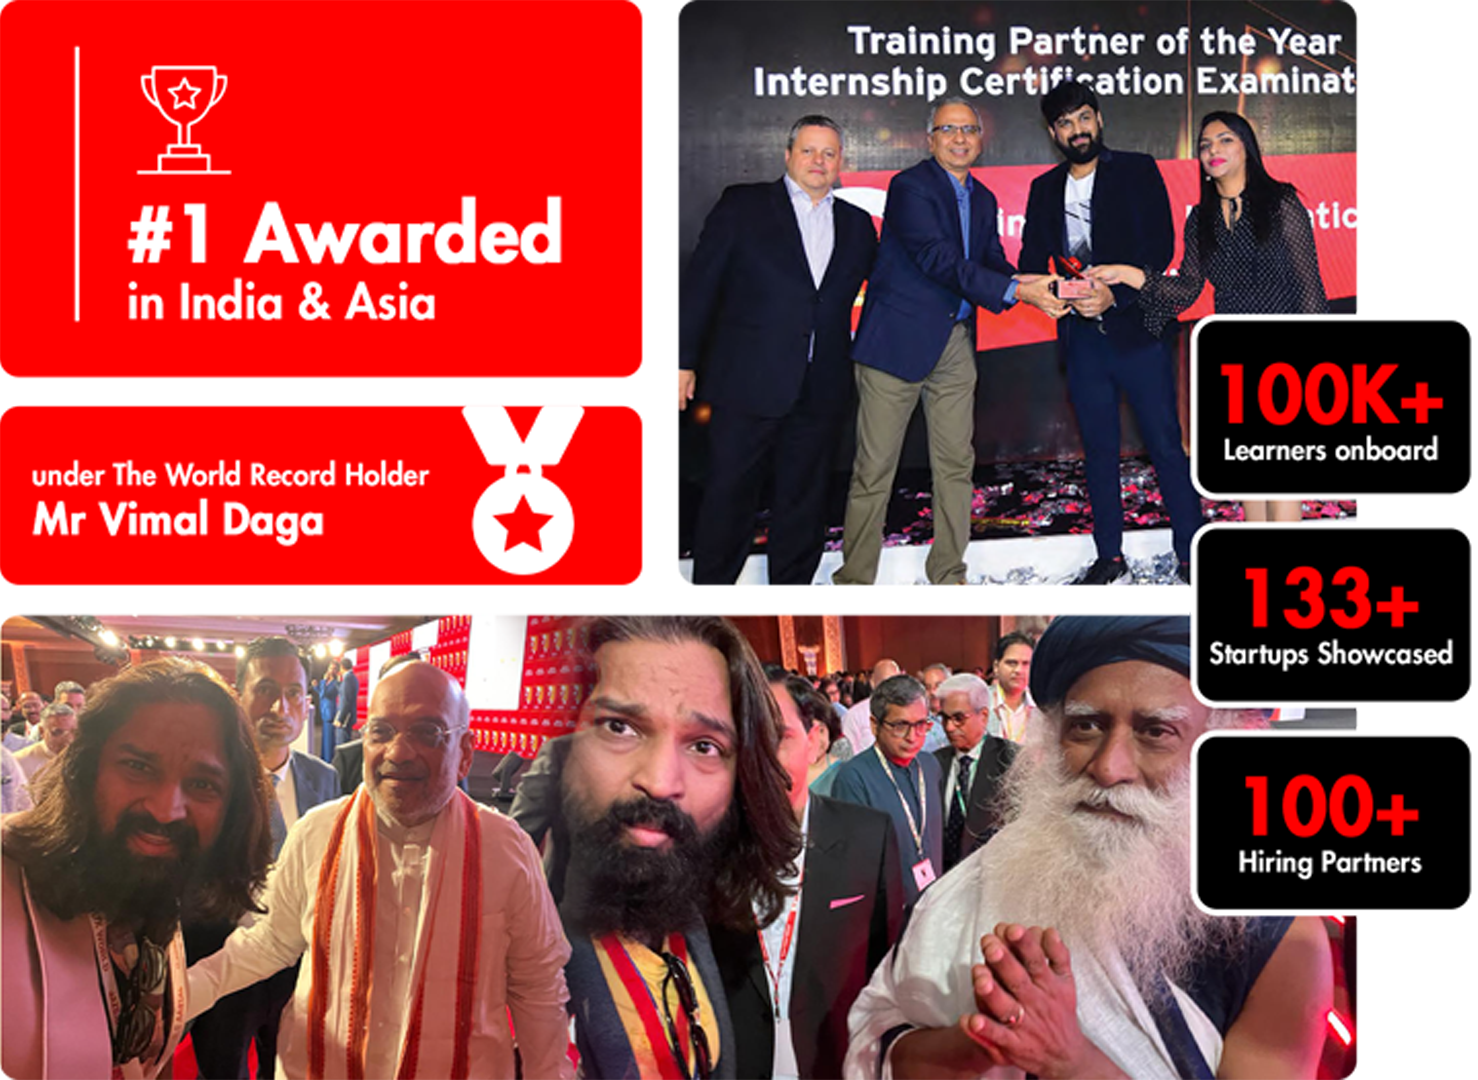 #1 Awarded
in India & Asia
under The World Record Holder
Mr Vimal Daga
Training Partner of the Year
Internship Certification Examinat
100K+
Learners onboard
133+
Startups Showcased
100+
Hiring Partners